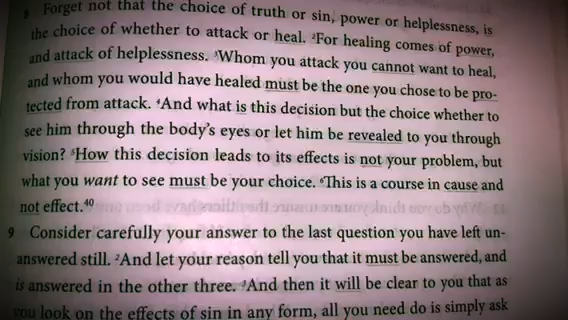 8 Forget not that the choice of truth or sin, power or helplessness, is
the choice of whether to attack or heal. ²For healing comes of power,
and attack of helplessness. ³Whom you attack you cannot want to heal,
and whom you would have healed must be the one you chose to be pro-
tected from attack. ⁴And what is this decision but the choice whether to
see him through the body's eyes or let him be revealed to you through
vision? ⁵How this decision leads to its effects is not your problem, but
what you want to see must be your choice. ⁶This is a course in cause and
not effect.⁴⁰
9 Consider carefully your answer to the last question you have left un-
answered still. ²And let your reason tell you that it must be answered, and
is answered in the other three. ³And then it will be clear to you that as
you look on the effects of sin in any form, all you need do is simply ask